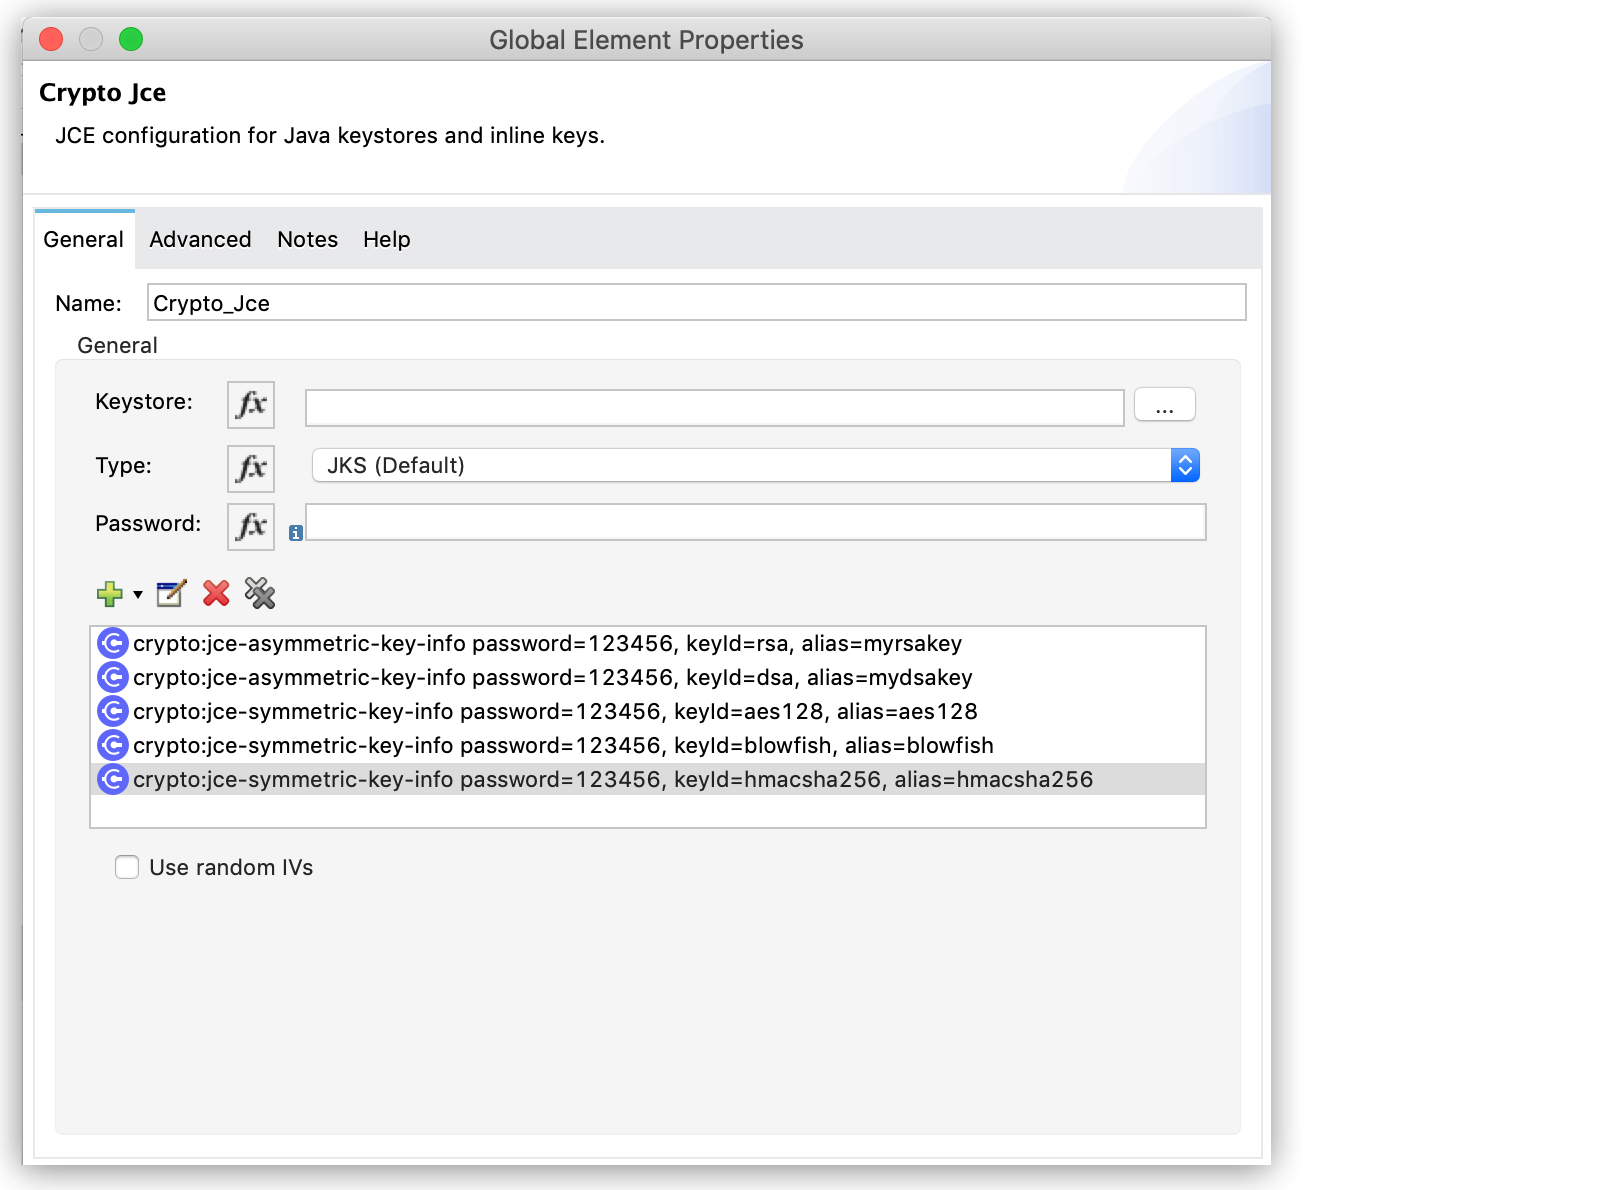 Global Element Properties
Crypto Jce
JCE configuration for Java keystores and inline keys.
General Advanced Notes Help
Name: Crypto_Jce
General
Keystore: fx ...
Type: fx JKS (Default)
Password: fx i
crypto:jce-asymmetric-key-info password=123456, keyId=rsa, alias=myrsakey
crypto:jce-asymmetric-key-info password=123456, keyId=dsa, alias=mydsakey
crypto:jce-symmetric-key-info password=123456, keyId=aes128, alias=aes128
crypto:jce-symmetric-key-info password=123456, keyId=blowfish, alias=blowfish
crypto:jce-symmetric-key-info password=123456, keyId=hmacsha256, alias=hmacsha256
Use random IVs